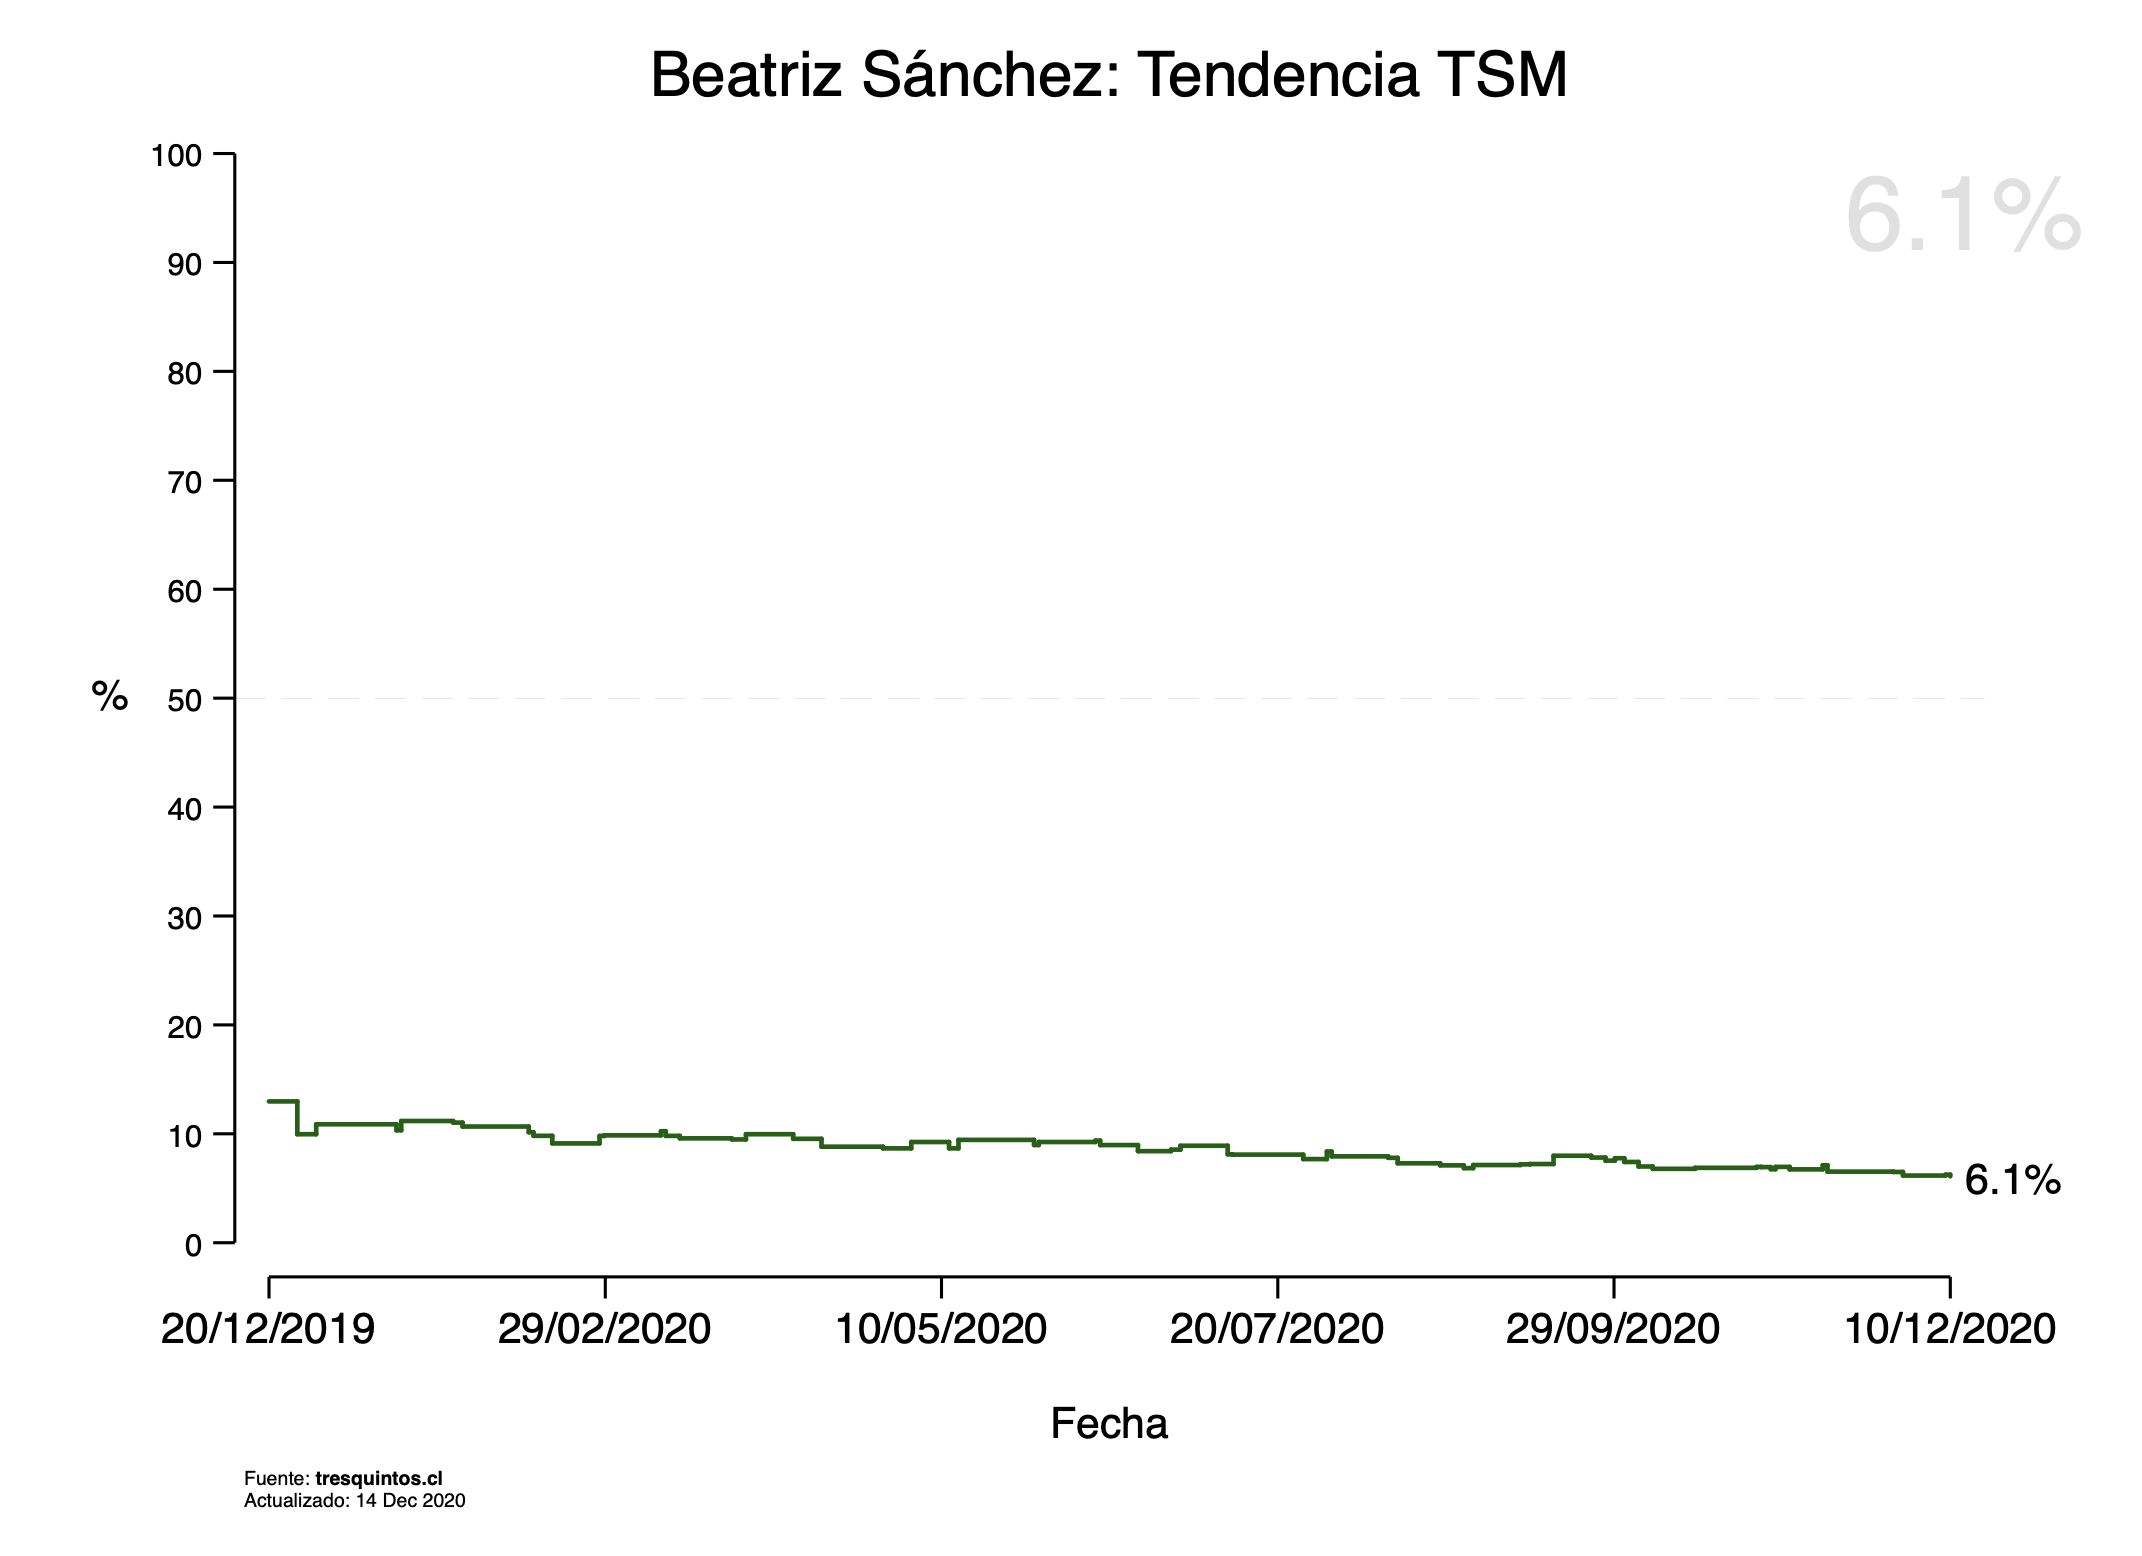 Beatriz Sánchez: Tendencia TSM
6.1%
100
90
80
70
60
50
40
30
20
10
0
%
6.1%
20/12/2019 29/02/2020 10/05/2020 20/07/2020 29/09/2020 10/12/2020
Fecha
Fuente: tresquintos.cl
Actualizado: 14 Dec 2020